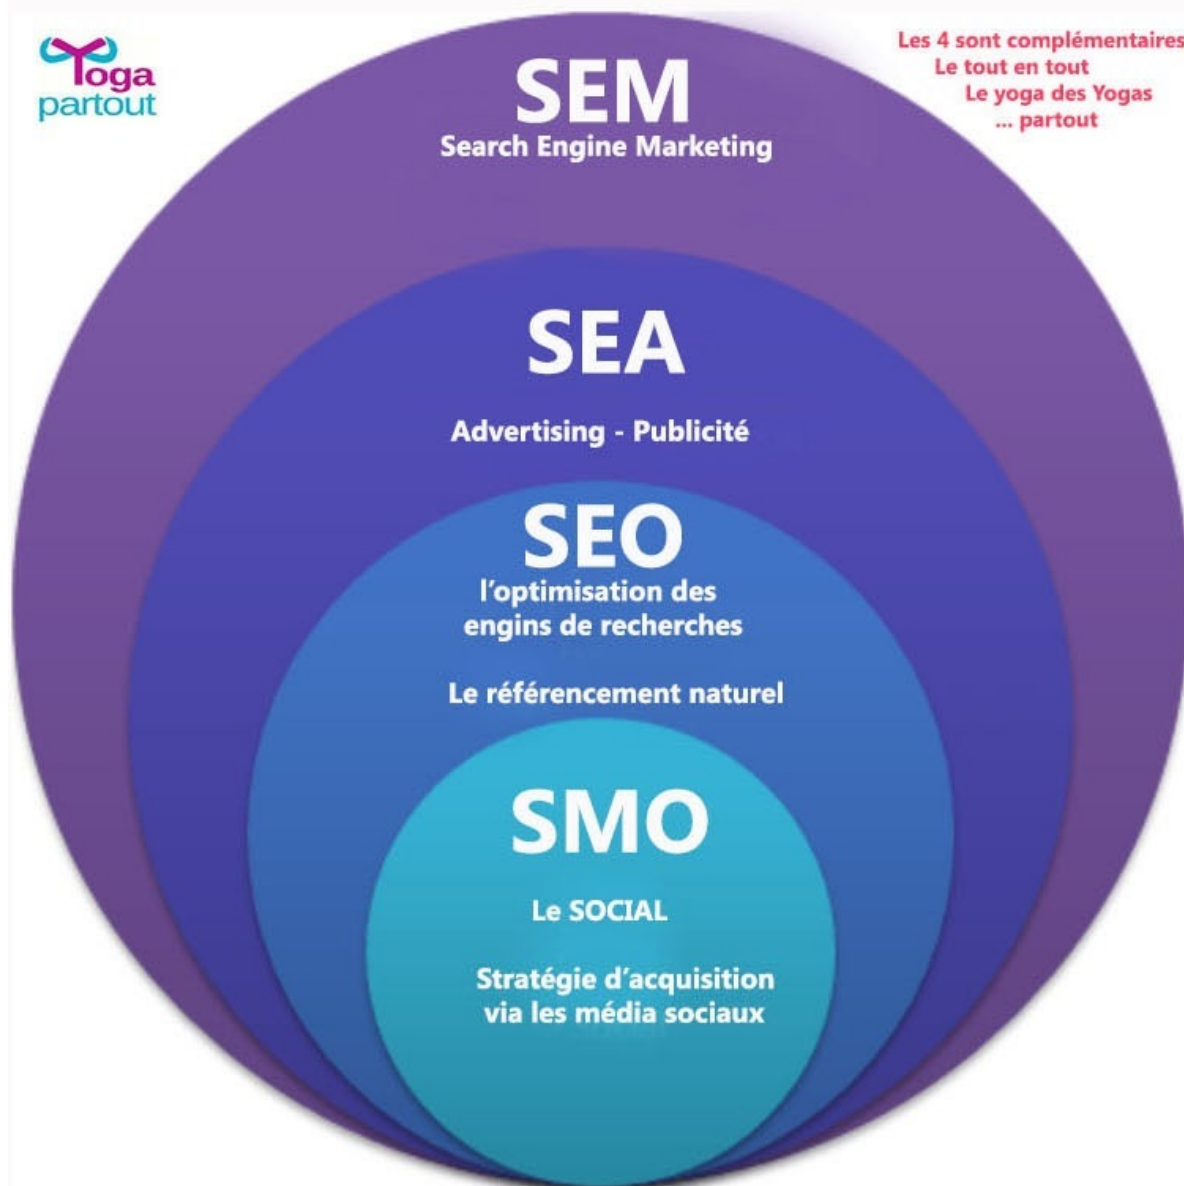 Yoga
partout
Les 4 sont complémentaires
Le tout en tout
Le yoga des Yogas
... partout
SEM
Search Engine Marketing
SEA
Advertising - Publicité
SEO
l'optimisation des
engins de recherches
Le référencement naturel
SMO
Le SOCIAL
Stratégie d'acquisition
via les média sociaux